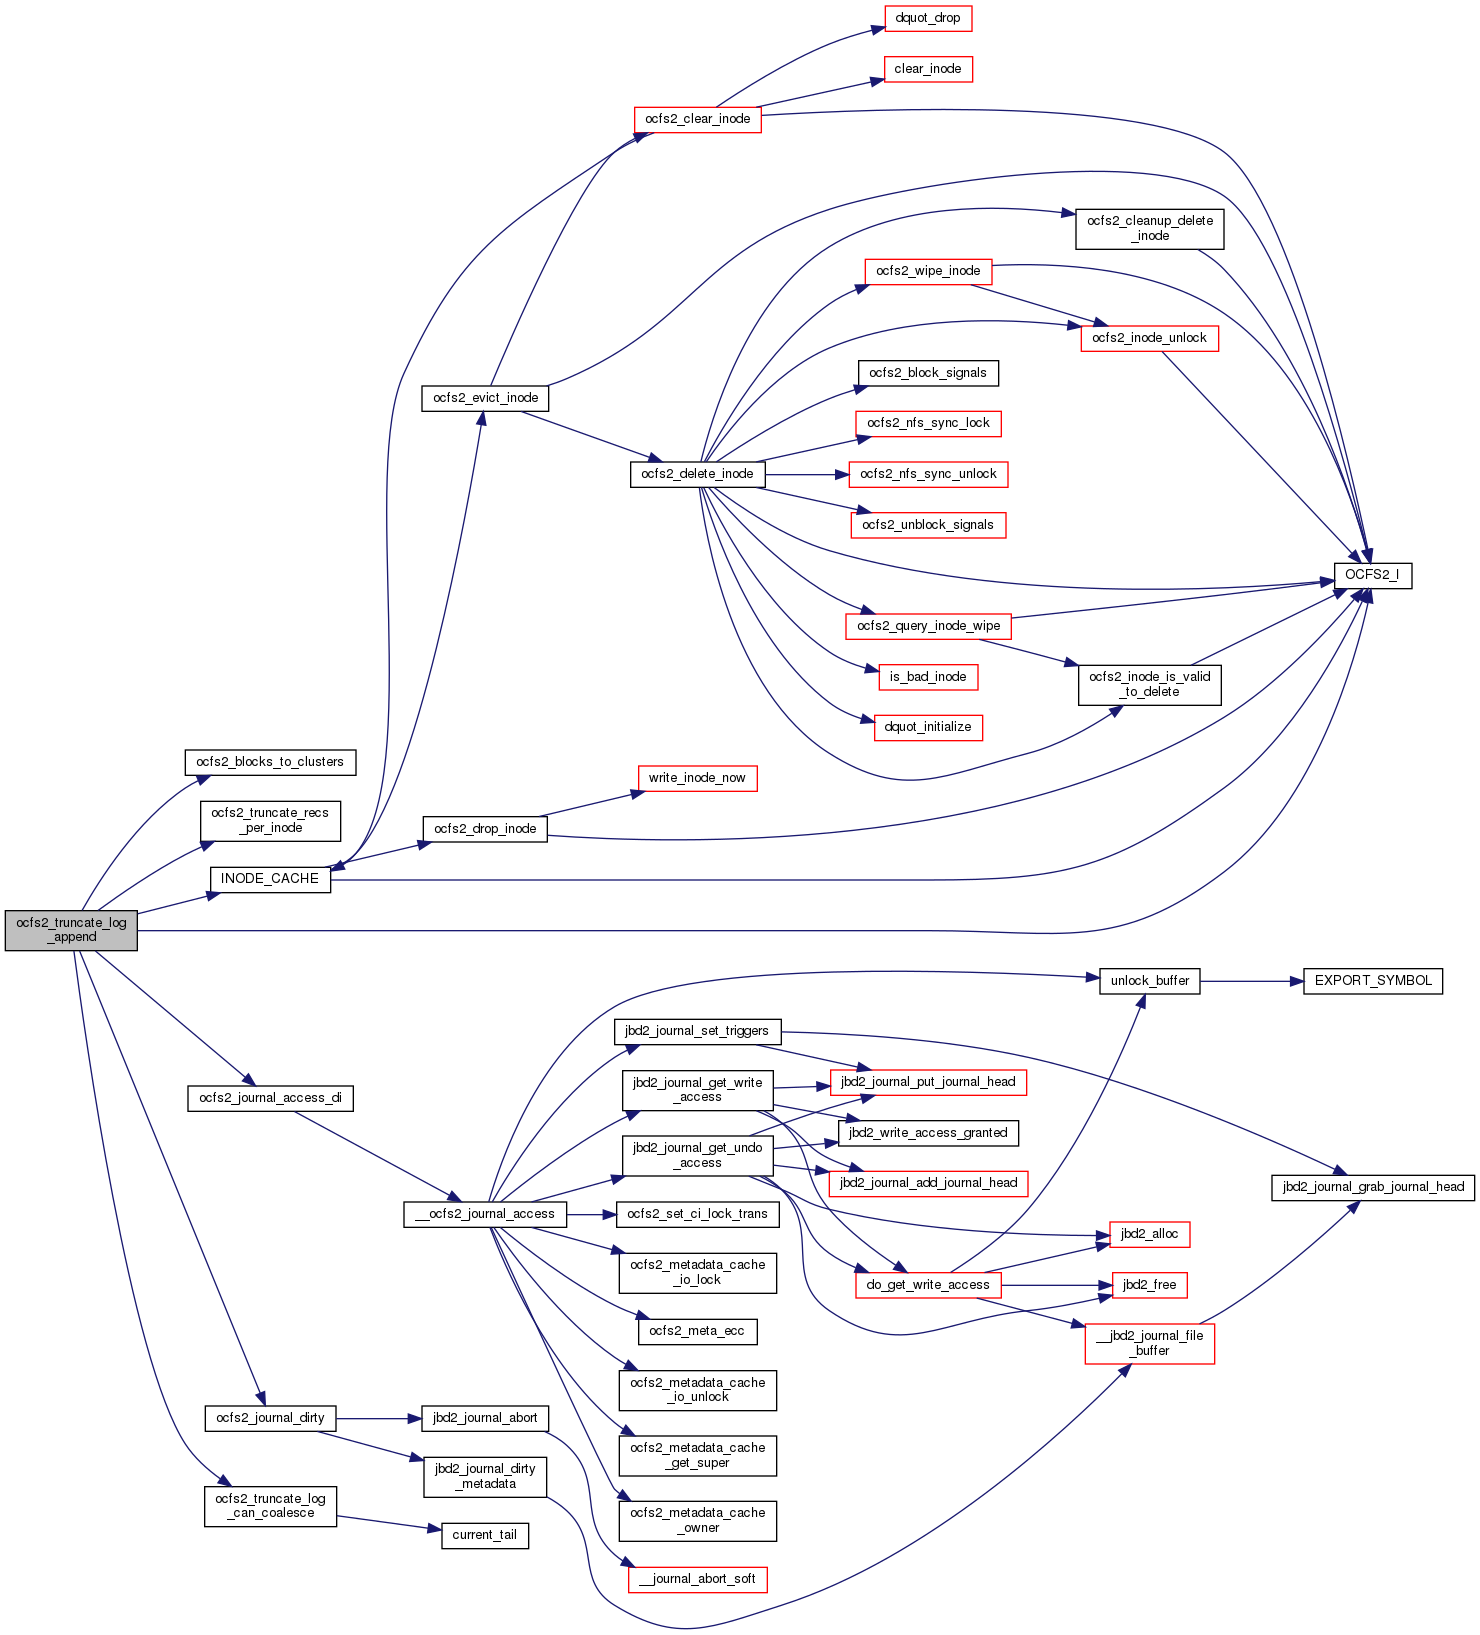 dquot_drop
clear_inode
ocfs2_clear_inode
ocfs2_cleanup_delete
_inode
ocfs2_wipe_inode
ocfs2_inode_unlock
ocfs2_block_signals
ocfs2_evict_inode
ocfs2_nfs_sync_lock
ocfs2_delete_inode
ocfs2_nfs_sync_unlock
ocfs2_unblock_signals
OCFS2_I
ocfs2_query_inode_wipe
is_bad_inode
ocfs2_inode_is_valid
_to_delete
dquot_initialize
ocfs2_blocks_to_clusters
write_inode_now
ocfs2_truncate_recs
_per_inode
ocfs2_drop_inode
INODE_CACHE
ocfs2_truncate_log
_append
unlock_buffer
EXPORT_SYMBOL
jbd2_journal_set_triggers
jbd2_journal_put_journal_head
jbd2_journal_get_write
_access
ocfs2_journal_access_di
jbd2_write_access_granted
jbd2_journal_get_undo
_access
jbd2_journal_add_journal_head
jbd2_journal_grab_journal_head
__ocfs2_journal_access
ocfs2_set_ci_lock_trans
jbd2_alloc
ocfs2_metadata_cache
_io_lock
do_get_write_access
jbd2_free
ocfs2_meta_ecc
__jbd2_journal_file
_buffer
ocfs2_metadata_cache
_io_unlock
ocfs2_journal_dirty
jbd2_journal_abort
ocfs2_metadata_cache
_get_super
jbd2_journal_dirty
_metadata
ocfs2_truncate_log
_can_coalesce
ocfs2_metadata_cache
_owner
current_tail
__journal_abort_soft